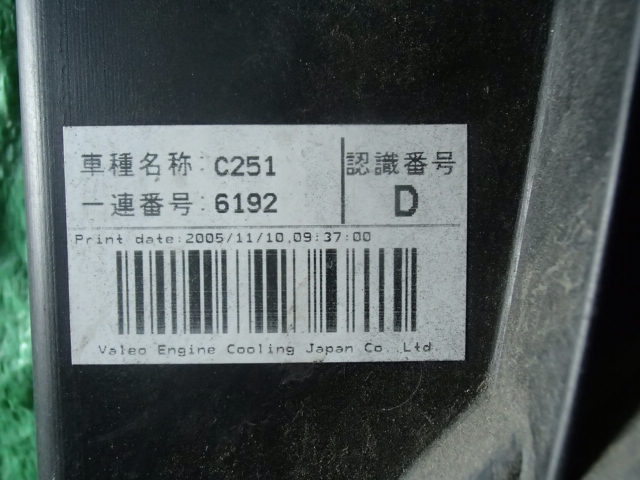 車種名称：C251
一連番号：6192
認識番号
D
Print date:2005/11/10,09:37:00
Valeo Engine Cooling Japan Co.,Ltd.